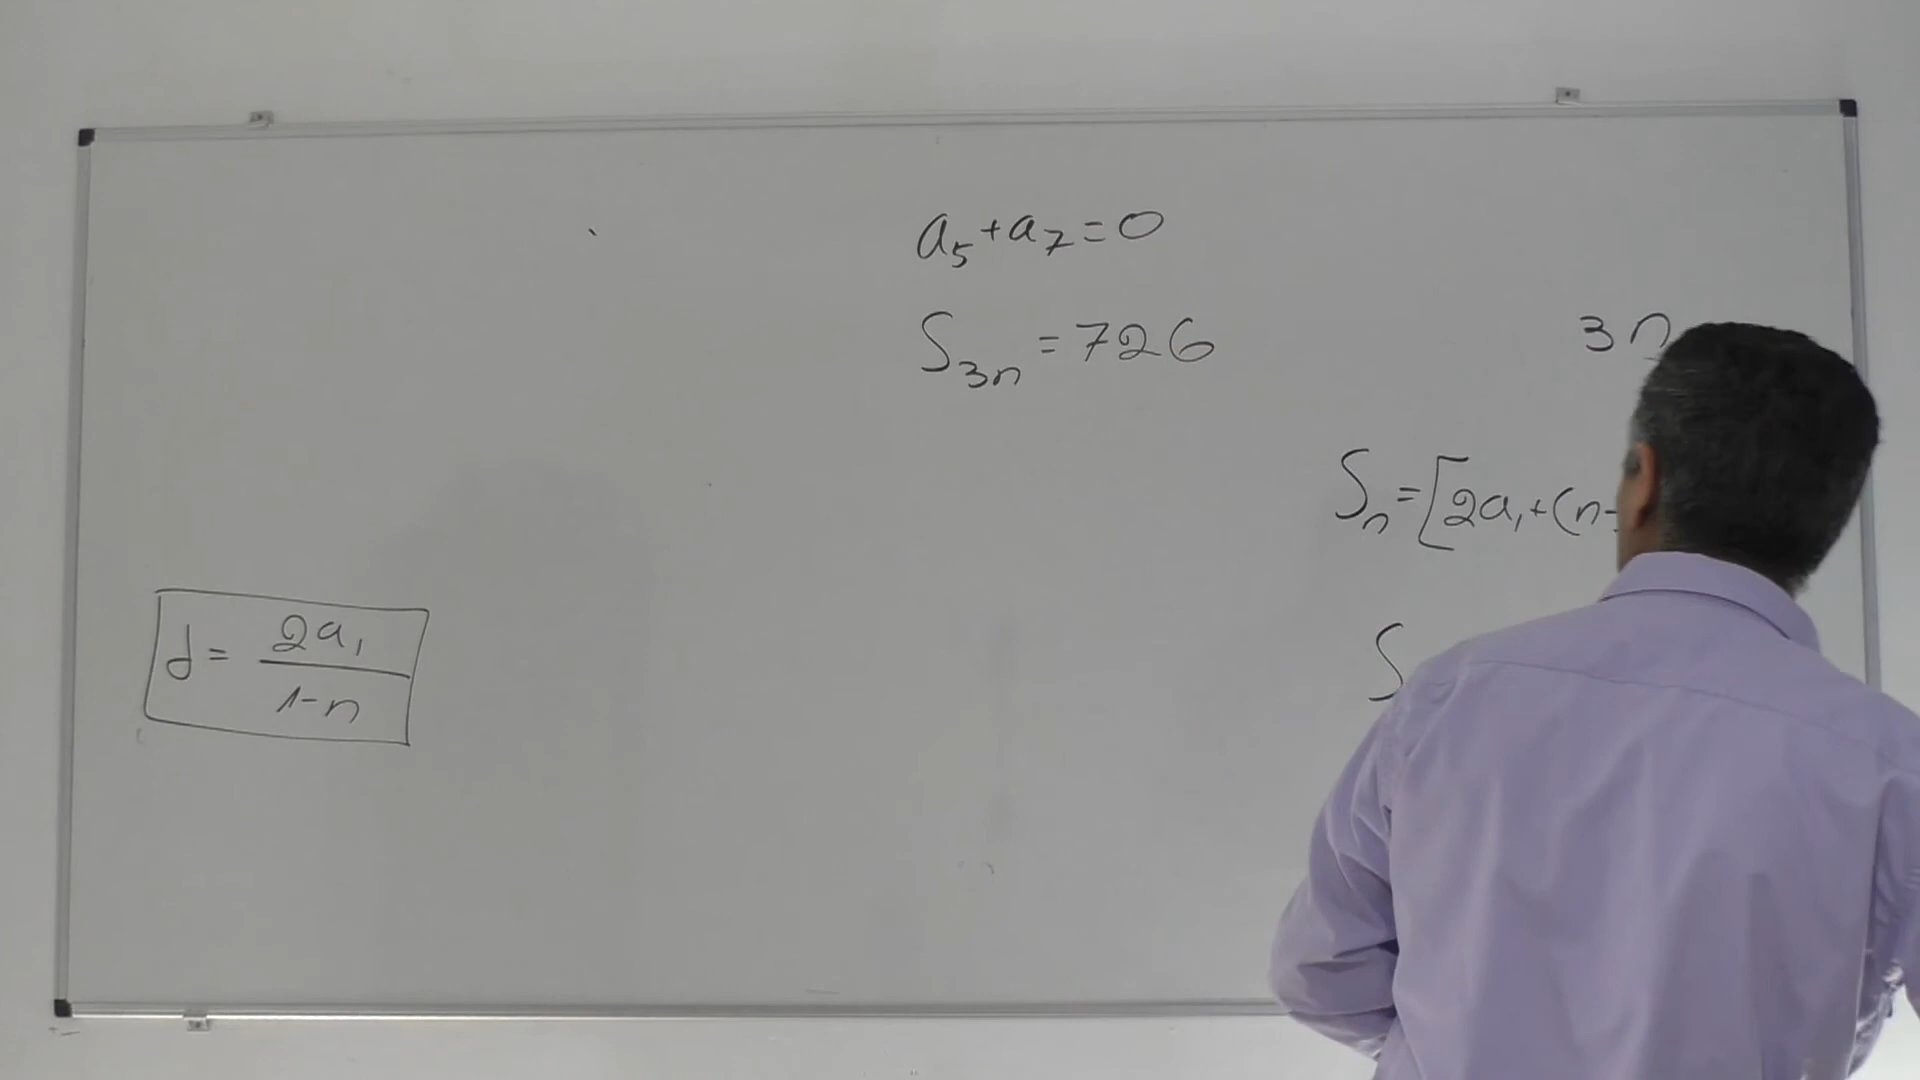 a₅+a₇=0
S₃ₙ=726
3n
Sₙ=[2a₁+(n-
d=2a₁/1-n
S